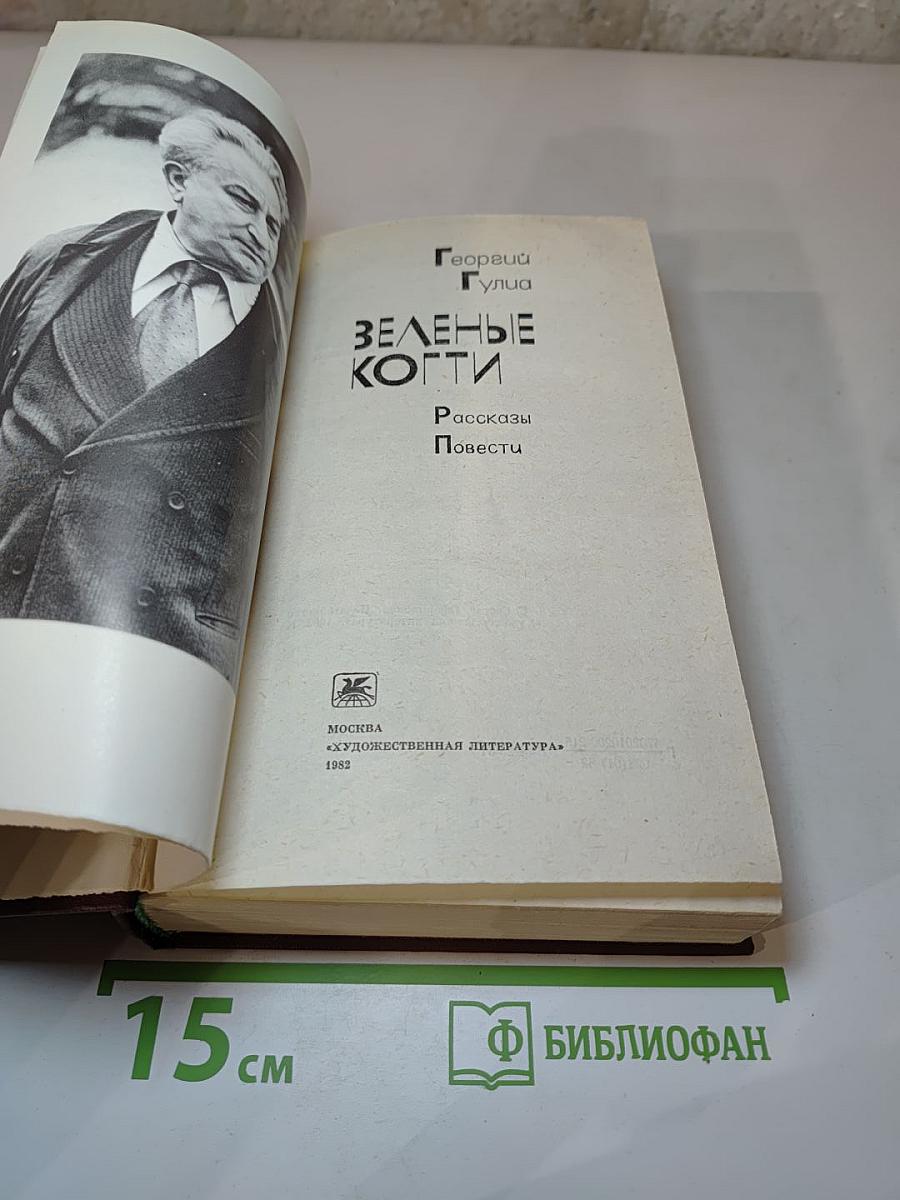 Георгий
Гулиа
ЗЕЛЕНЫЕ
КОГТИ
Рассказы
Повести
МОСКВА
«ХУДОЖЕСТВЕННАЯ ЛИТЕРАТУРА»
1982
15 см
Ф
БИБЛИОФАН